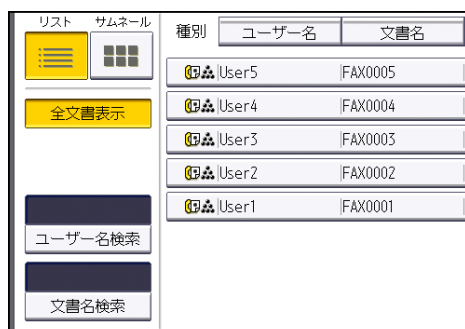 リスト サムネール
種別 ユーザー名 文書名
User5 FAX0005
全文書表示
User4 FAX0004
User3 FAX0003
User2 FAX0002
User1 FAX0001
ユーザー名検索
文書名検索